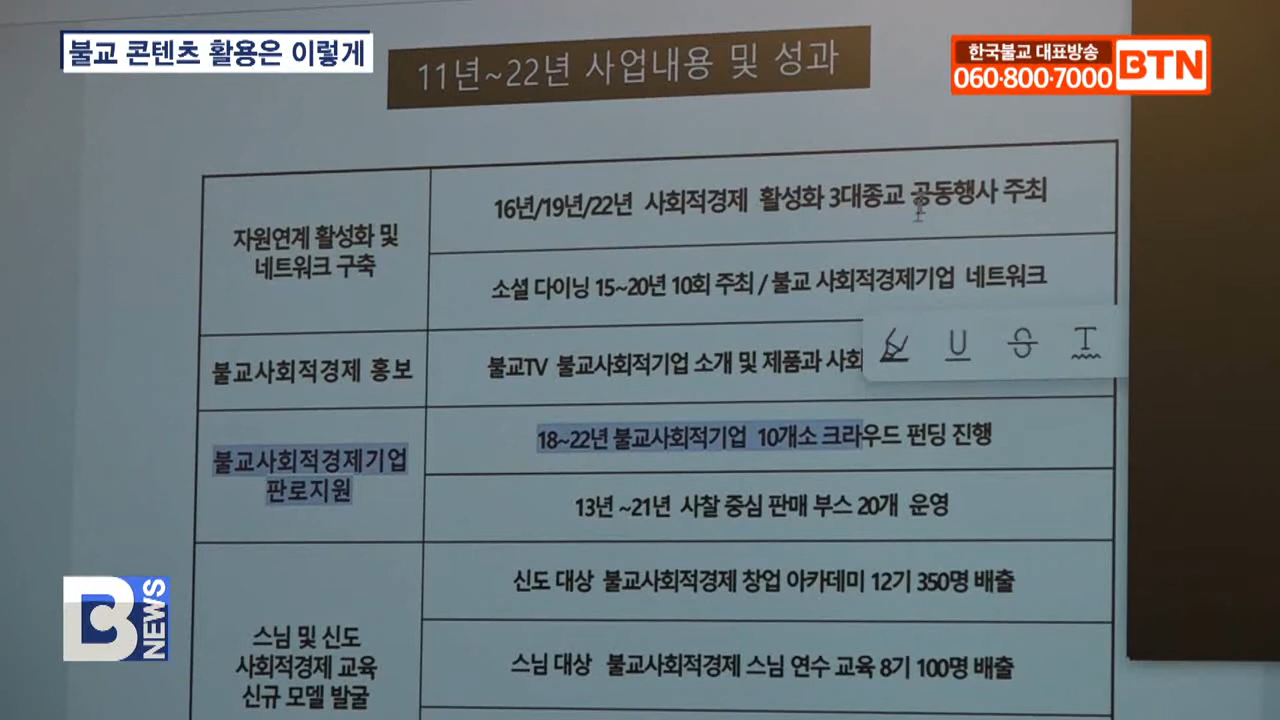 불교 콘텐츠 활용은 이렇게
한국불교 대표방송
060·800·7000
BTN
11년~22년 사업내용 및 성과
자원연계 활성화 및
네트워크 구축
16년/19년/22년 사회적경제 활성화 3대종교 공동행사 주최
소셜 다이닝 15~20년 10회 주최 / 불교 사회적경제기업 네트워크
불교사회적경제 홍보
불교TV 불교사회적기업 소개 및 제품과 사회
불교사회적경제기업
판로지원
18~22년 불교사회적기업 10개소 크라우드 펀딩 진행
13년 ~21년 사찰 중심 판매 부스 20개 운영
스님 및 신도
사회적경제 교육
신규 모델 발굴
신도 대상 불교사회적경제 창업 아카데미 12기 350명 배출
스님 대상 불교사회적경제 스님 연수 교육 8기 100명 배출
B NEWS